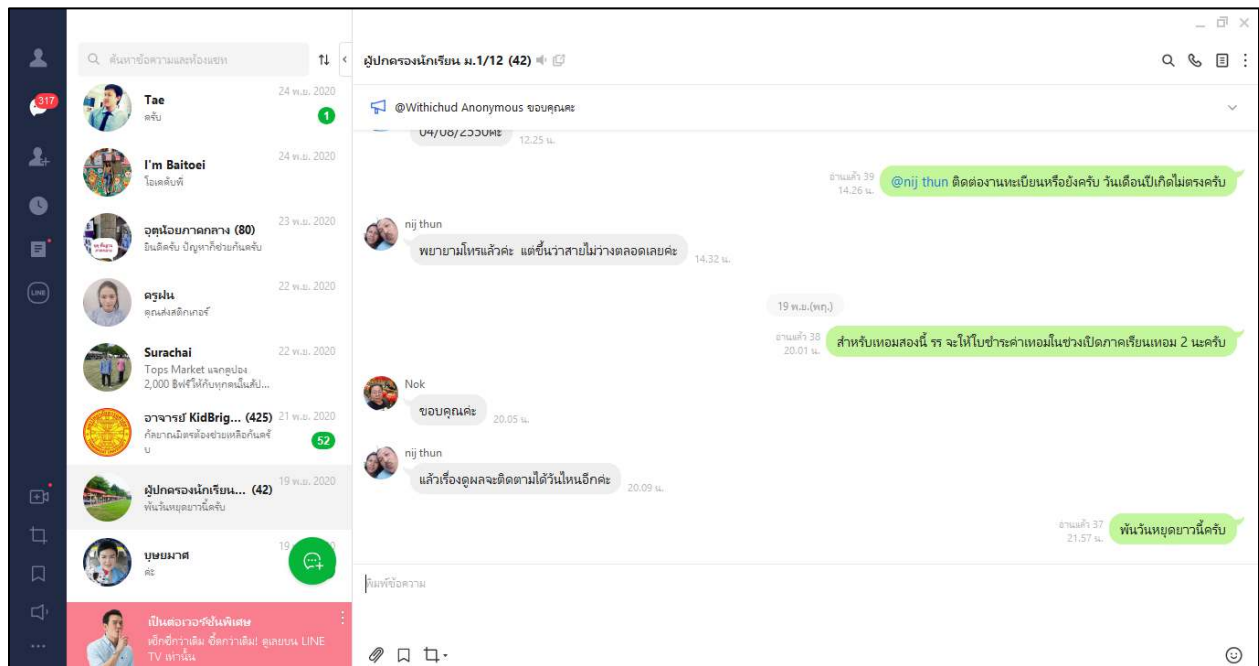 317
LINE
ค้นหาข้อความและห้องแชท
Tae
24 พ.ย. 2020
ครับ
1
I'm Baitoei
24 พ.ย. 2020
โอเคค้บพี่
อุตุน้อยภาคกลาง (80)
23 พ.ย. 2020
ยินดีครับ ปัญหาก็ช่วยกันครับ
ครูฝน
22 พ.ย. 2020
คุณส่งสติกเกอร์
Surachai
22 พ.ย. 2020
Tops Market แจกคูปอง
2,000 ฿ฟรีให้กับทุกคนในสัป...
อาจารย์ KidBrig... (425)
21 พ.ย. 2020
กัลยาณมิตรต้องช่วยเหลือกันครั
บ
52
ผู้ปกครองนักเรียน... (42)
19 พ.ย. 2020
พ้นวันหยุดยาวนี้ครับ
บุษยมาศ
19
ค่ะ
เป็นต่อเวอร์ชันพิเศษ
เซ็กซี่กว่าเดิม ซี้ดกว่าเดิม! ดูเลยบน LINE
TV เท่านั้น
ผู้ปกครองนักเรียน ม.1/12 (42)
@Withichud Anonymous ขอบคุณคะ
04/08/2550ค่ะ
12.25 น.
อ่านแล้ว 39
14.26 น.
@nij thun ติดต่องานทะเบียนหรือยังครับ วันเดือนปีเกิดไม่ตรงครับ
nij thun
พยายามโทรแล้วค่ะ แต่ขึ้นว่าสายไม่ว่างตลอดเลยค่ะ
14.32 น.
19 พ.ย.(พฤ.)
อ่านแล้ว 38
20.01 น.
สำหรับเทอมสองนี้ รร จะให้ใบชำระค่าเทอมในช่วงเปิดภาคเรียนเทอม 2 นะครับ
Nok
ขอบคุณค่ะ
20.05 น.
nij thun
แล้วเรื่องดูผลจะติดตามได้วันไหนอีกค่ะ
20.09 น.
อ่านแล้ว 37
21.57 น.
พ้นวันหยุดยาวนี้ครับ
พิมพ์ข้อความ